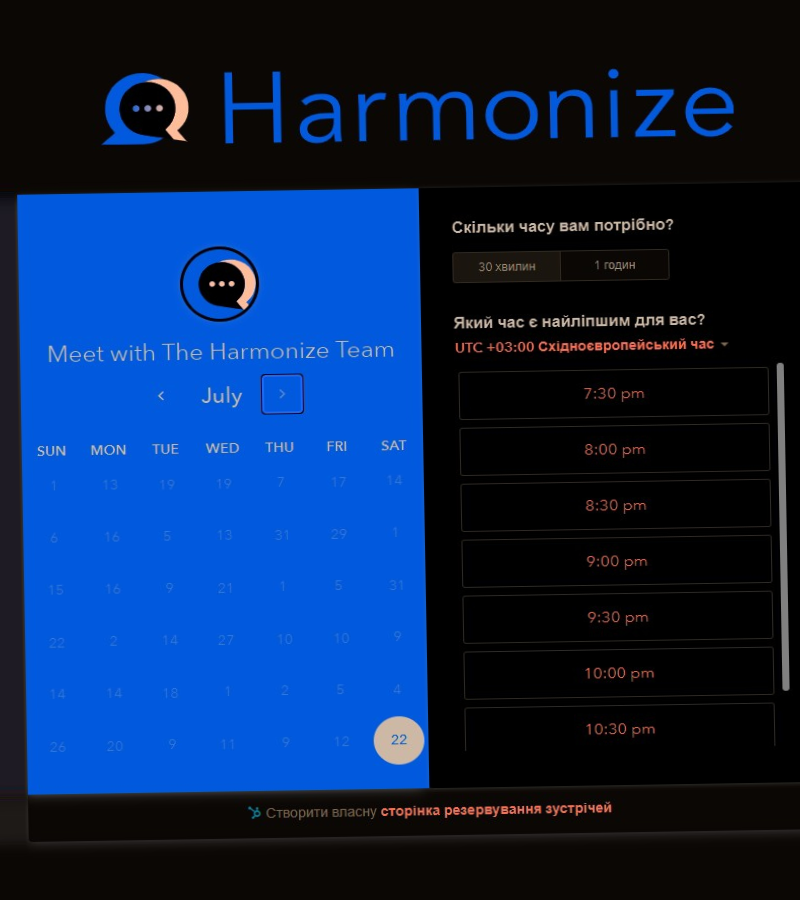 Harmonize
Meet with The Harmonize Team
July
SUN MON TUE WED THU FRI SAT
1 13 19 19 7 17 14
6 16 5 13 31 29 1
15 16 9 21 1 5 31
22 2 14 27 10 10 9
14 14 18 1 2 5 4
26 20 9 11 9 12 22
Скільки часу вам потрібно?
30 хвилин 1 годин
Який час є найліпшим для вас?
UTC +03:00 Східноєвропейський час
7:30 pm
8:00 pm
8:30 pm
9:00 pm
9:30 pm
10:00 pm
10:30 pm
Створити власну сторінка резервування зустрічей